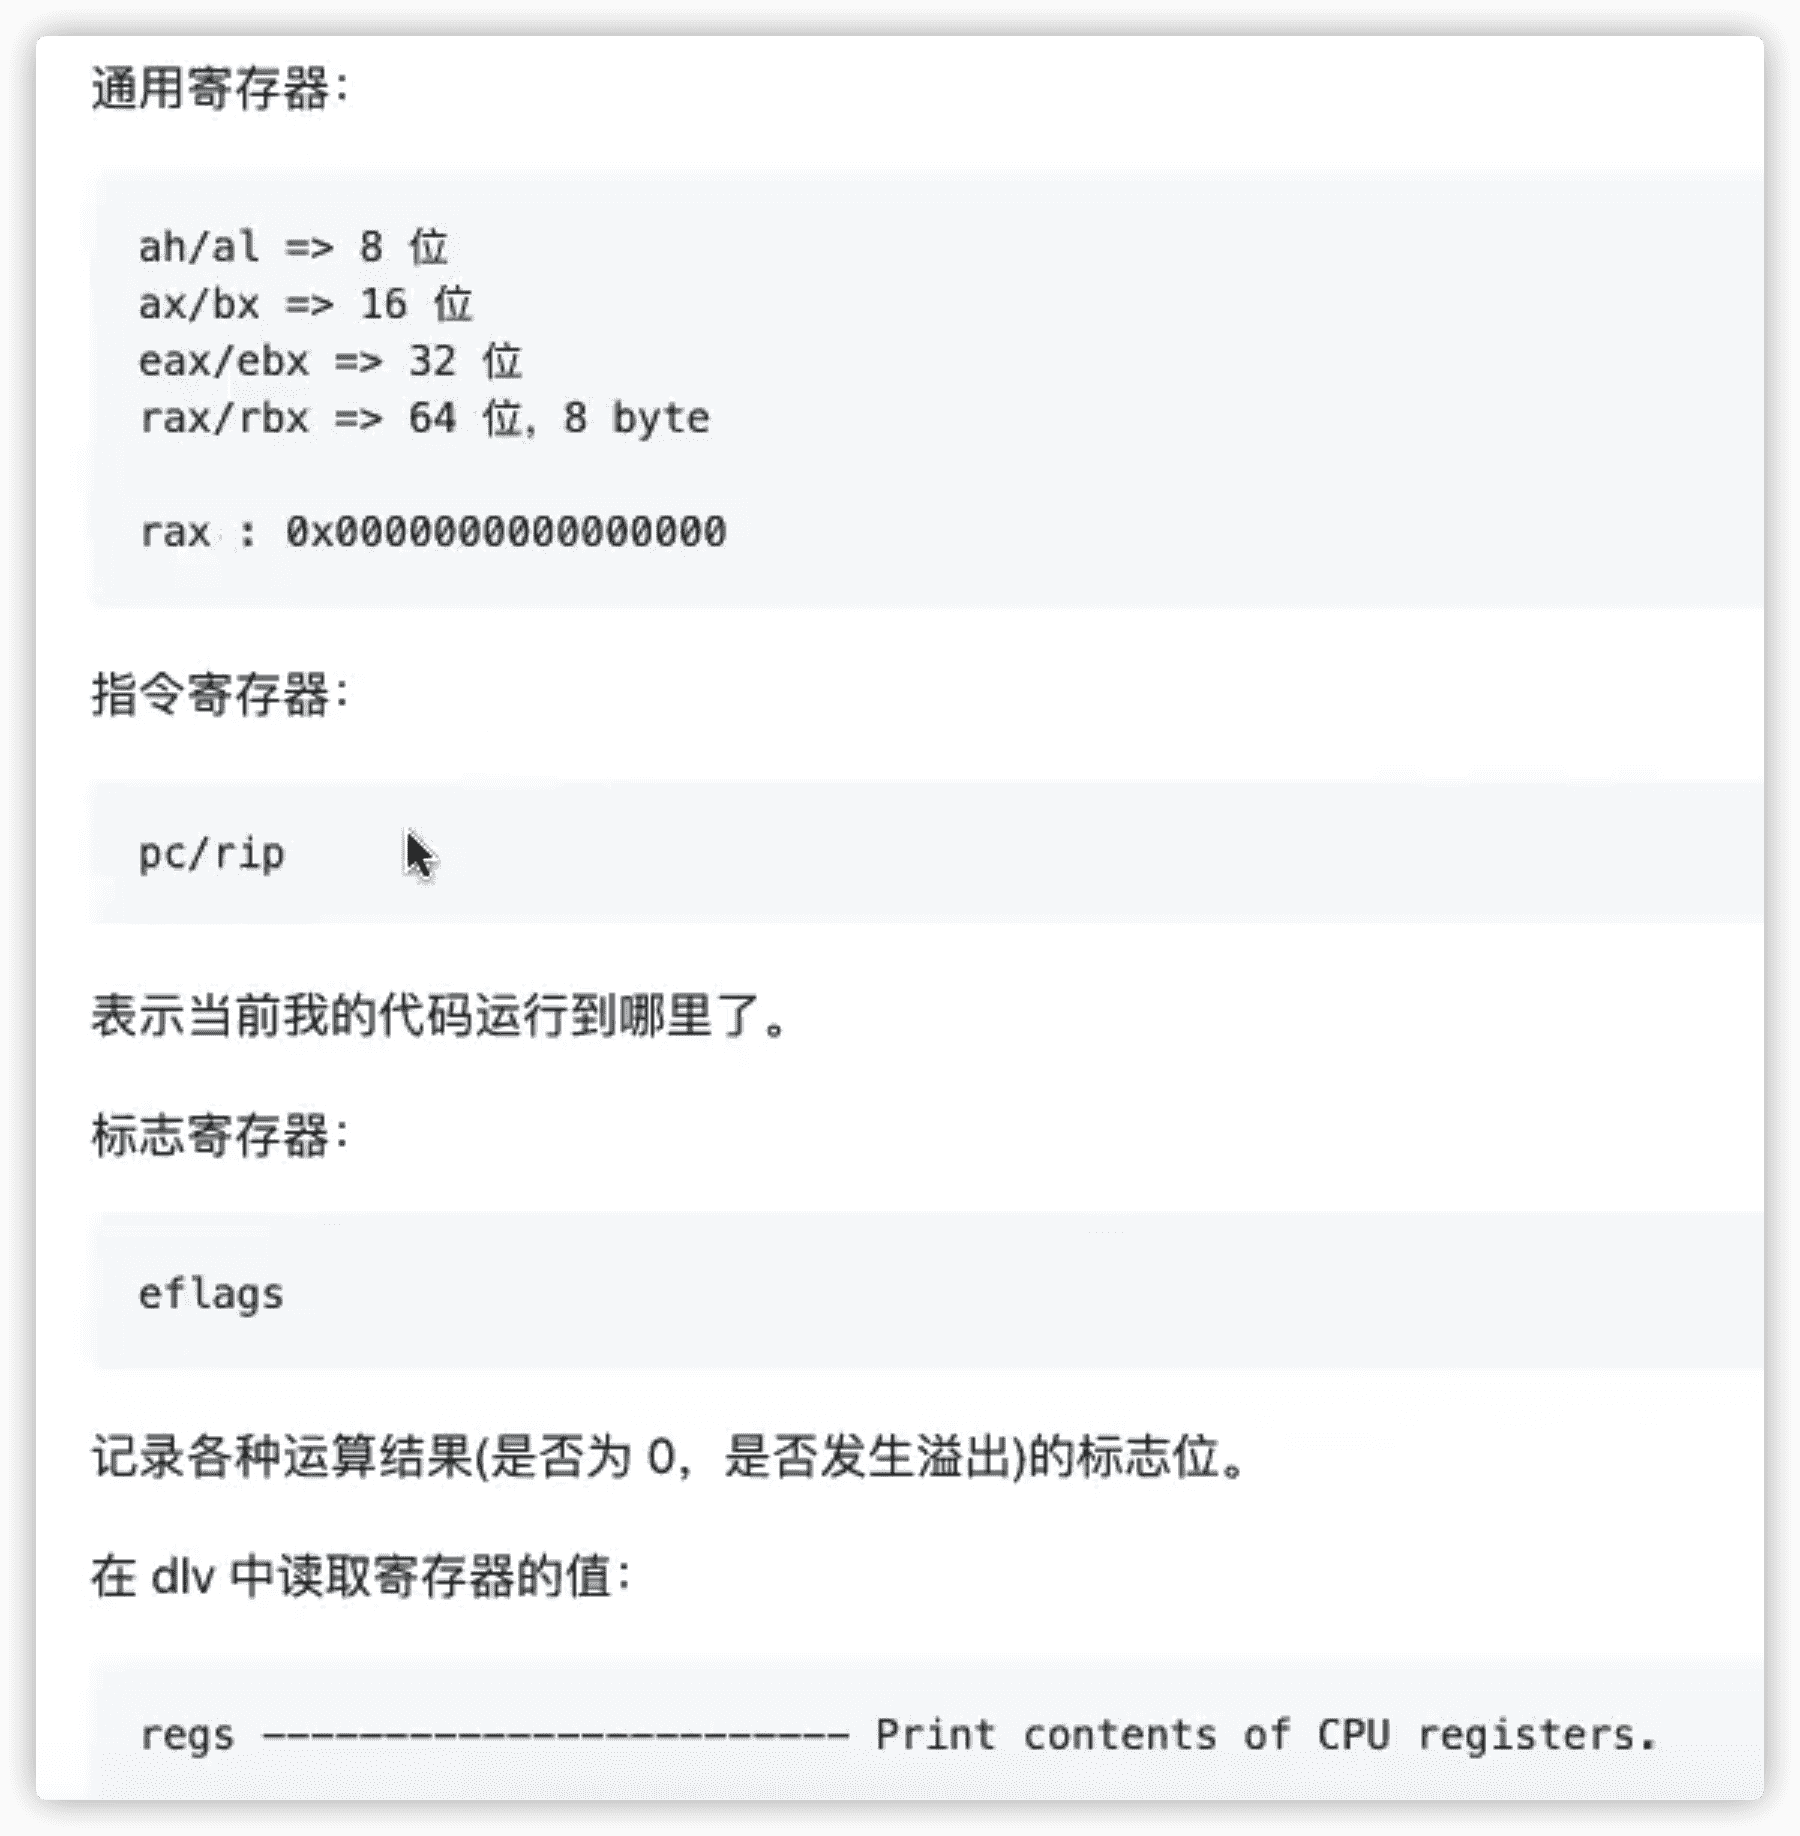 通用寄存器：
ah/al => 8 位
ax/bx => 16 位
eax/ebx => 32 位
rax/rbx => 64 位，8 byte
rax : 0x0000000000000000
指令寄存器：
pc/rip
表示当前我的代码运行到哪里了。
标志寄存器：
eflags
记录各种运算结果(是否为 0，是否发生溢出)的标志位。
在 dlv 中读取寄存器的值：
regs ------------------------ Print contents of CPU registers.